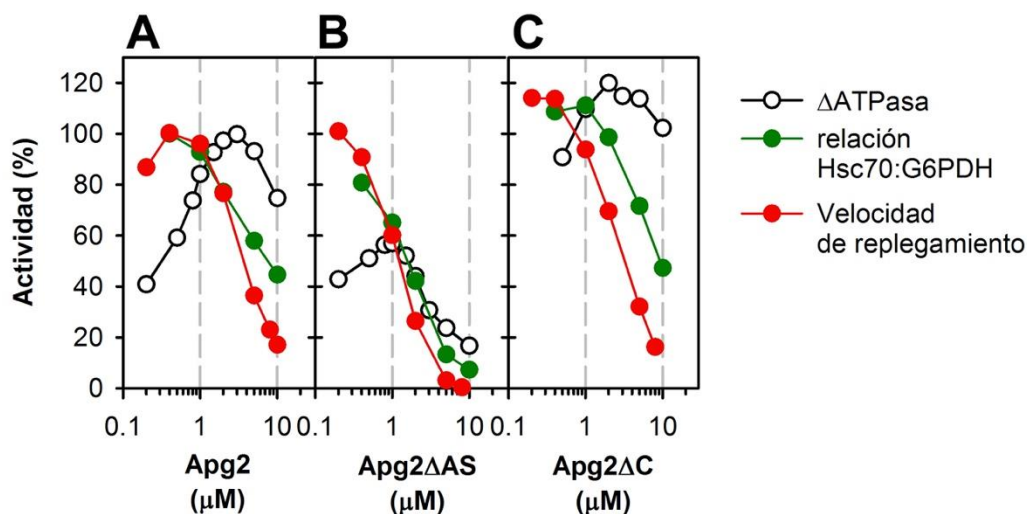 A
B
C
120
100
80
60
40
20
0
Actividad (%)
0.1 1 10
0.1 1 10
0.1 1 10
Apg2
(μM)
Apg2ΔAS
(μM)
Apg2ΔC
(μM)
ΔATPasa
relación
Hsc70:G6PDH
Velocidad
de replegamiento